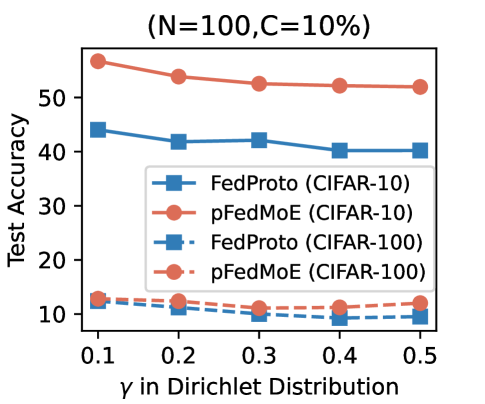 (N=100,C=10%)
Test Accuracy
50
40
30
20
10
FedProto (CIFAR-10)
pFedMoE (CIFAR-10)
FedProto (CIFAR-100)
pFedMoE (CIFAR-100)
0.1 0.2 0.3 0.4 0.5
γ in Dirichlet Distribution